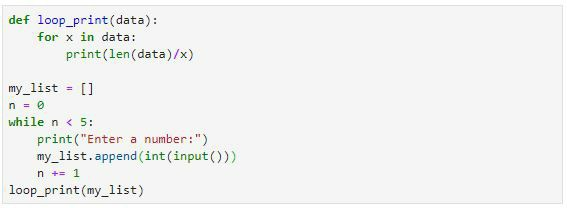 def loop_print(data):
    for x in data:
        print(len(data)/x)

my_list = []
n = 0
while n < 5:
    print("Enter a number:")
    my_list.append(int(input()))
    n += 1
loop_print(my_list)